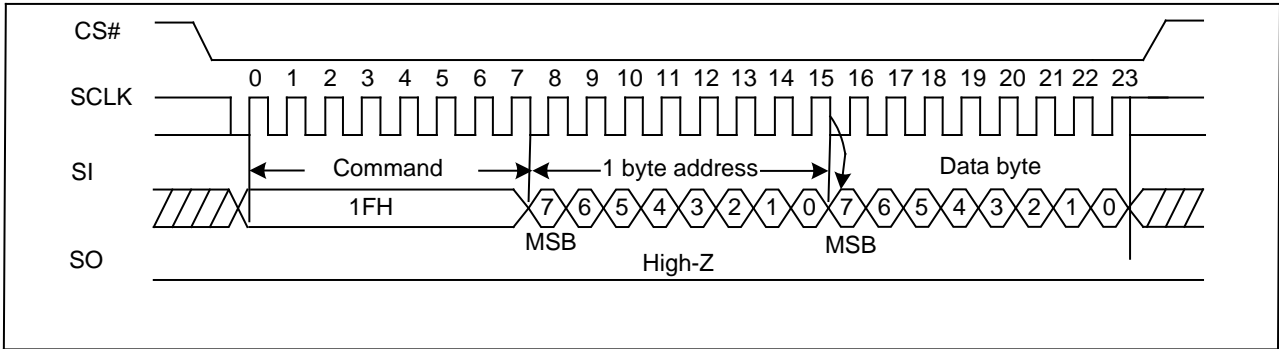 CS#
0 1 2 3 4 5 6 7 8 9 10 11 12 13 14 15 16 17 18 19 20 21 22 23
SCLK
SI
Command 1 byte address Data byte
1FH 7 6 5 4 3 2 1 0 7 6 5 4 3 2 1 0
MSB MSB
SO
High-Z